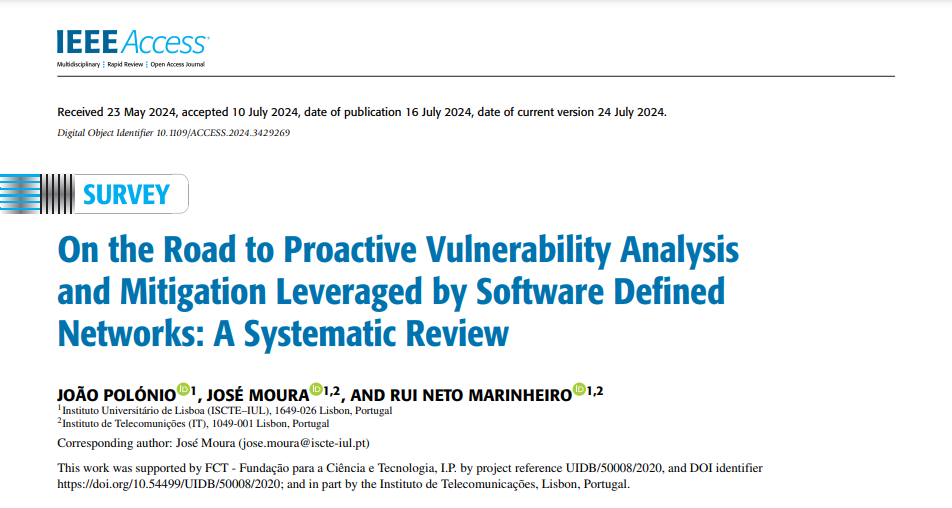 IEEE Access
Multidisciplinary | Rapid Review | Open Access Journal
Received 23 May 2024, accepted 10 July 2024, date of publication 16 July 2024, date of current version 24 July 2024.
Digital Object Identifier 10.1109/ACCESS.2024.3429269
SURVEY
On the Road to Proactive Vulnerability Analysis
and Mitigation Leveraged by Software Defined
Networks: A Systematic Review
JOÃO POLÓNIO iD 1, JOSÉ MOURA iD 1,2, AND RUI NETO MARINHEIRO iD 1,2
1Instituto Universitário de Lisboa (ISCTE–IUL), 1649-026 Lisbon, Portugal
2Instituto de Telecomunições (IT), 1049-001 Lisbon, Portugal
Corresponding author: José Moura (jose.moura@iscte-iul.pt)
This work was supported by FCT - Fundação para a Ciência e Tecnologia, I.P. by project reference UIDB/50008/2020, and DOI identifier
https://doi.org/10.54499/UIDB/50008/2020; and in part by the Instituto de Telecomunicações, Lisbon, Portugal.